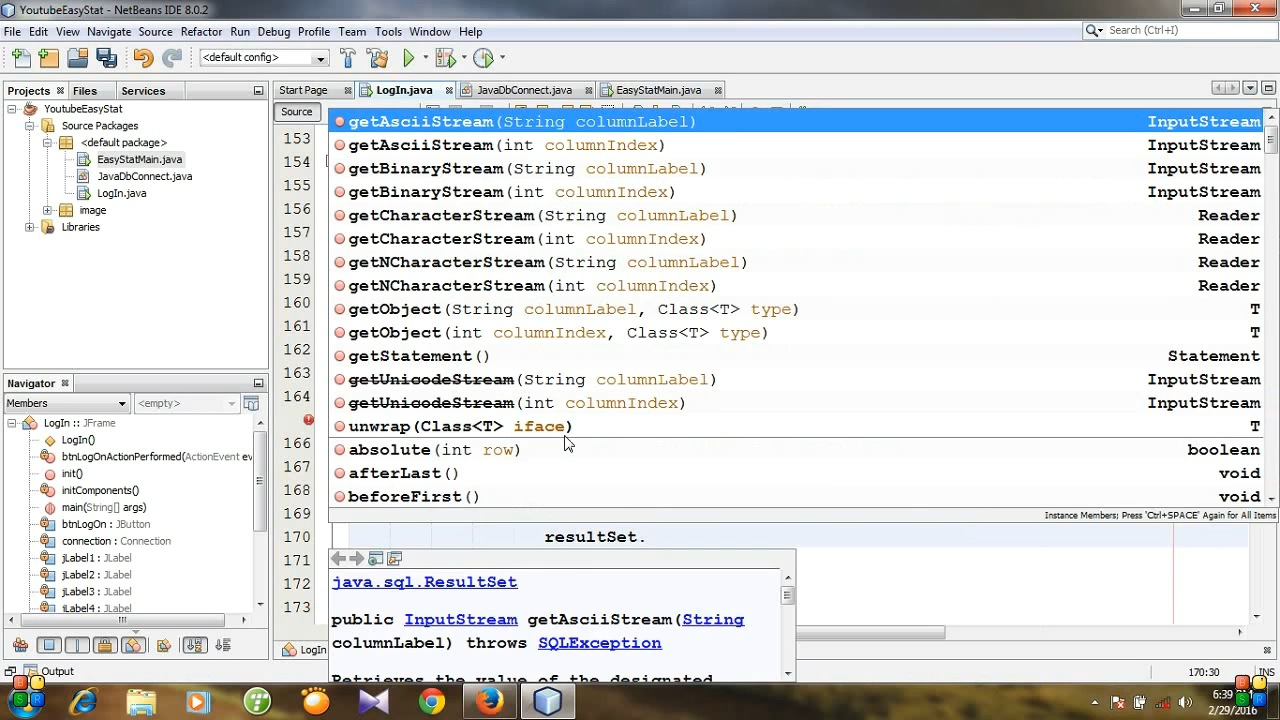 YoutubeEasyStat - NetBeans IDE 8.0.2
File Edit View Navigate Source Refactor Run Debug Profile Team Tools Window Help
Search (Ctrl+I)
<default config>
Projects Files Services
Start Page LogIn.java JavaDbConnect.java EasyStatMain.java
YoutubeEasyStat
Source Packages
<default package>
EasyStatMain.java
JavaDbConnect.java
LogIn.java
image
Libraries
Source
153
154
155
156
157
158
159
160
161
162
163
164
166
167
168
169
170
171
172
173
getAsciiStream(String columnLabel) InputStream
getAsciiStream(int columnIndex) InputStream
getBinaryStream(String columnLabel) InputStream
getBinaryStream(int columnIndex) InputStream
getCharacterStream(String columnLabel) Reader
getCharacterStream(int columnIndex) Reader
getNCharacterStream(String columnLabel) Reader
getNCharacterStream(int columnIndex) Reader
getObject(String columnLabel, Class<T> type) T
getObject(int columnIndex, Class<T> type) T
getStatement() Statement
getUnicodeStream(String columnLabel) InputStream
getUnicodeStream(int columnIndex) InputStream
unwrap(Class<T> iface) T
absolute(int row) boolean
afterLast() void
beforeFirst() void
Instance Members; Press 'Ctrl+SPACE' Again for All Items
resultSet.
java.sql.ResultSet
public InputStream getAsciiStream(String
columnLabel) throws SQLException
Retrieves the value of the designated
Navigator
Members <empty>
LogIn :: JFrame
LogIn()
btnLogOnActionPerformed(ActionEvent ev
init()
initComponents()
main(String[] args)
btnLogOn : JButton
connection : Connection
jLabel1 : JLabel
jLabel2 : JLabel
jLabel3 : JLabel
jLabel4 : JLabel
LogIn
Output
170:30 INS
6:39
2/29/2016